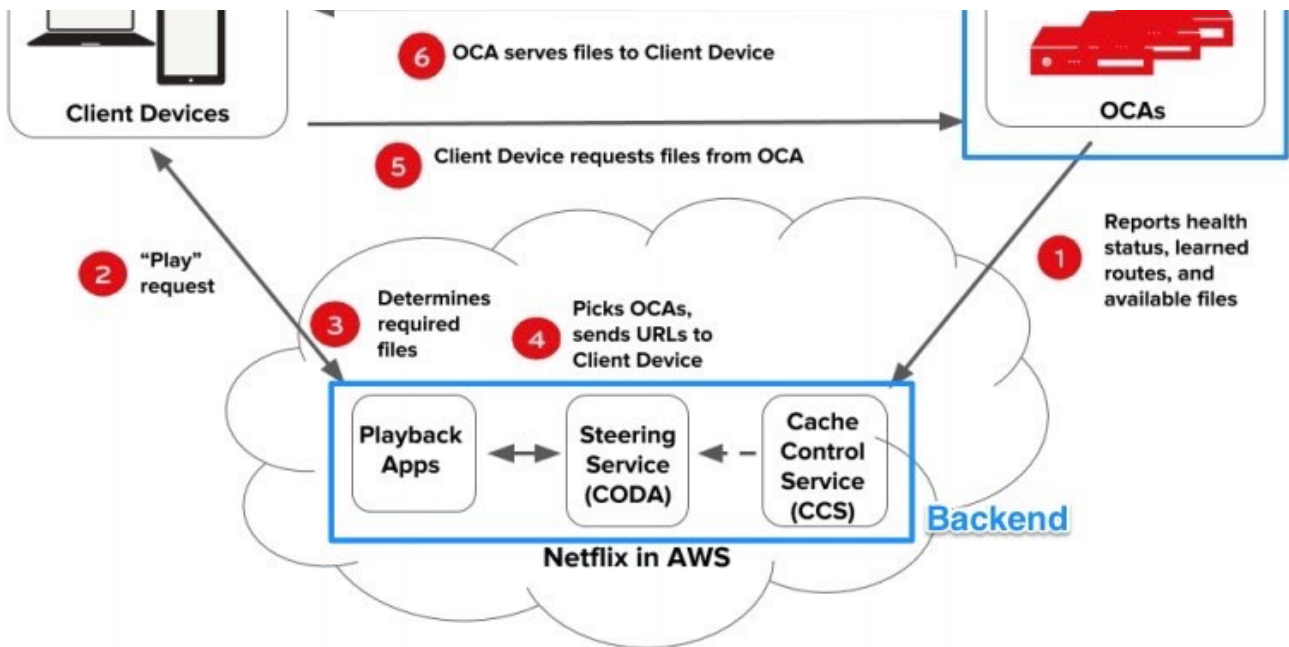 6
OCA serves files to Client Device
Client Devices
OCAs
5
Client Device requests files from OCA
1
Reports health
status, learned
routes, and
available files
2
“Play”
request
3
Determines
required
files
4
Picks OCAs,
sends URLs to
Client Device
Playback
Apps
Steering
Service
(CODA)
Cache
Control
Service
(CCS)
Backend
Netflix in AWS